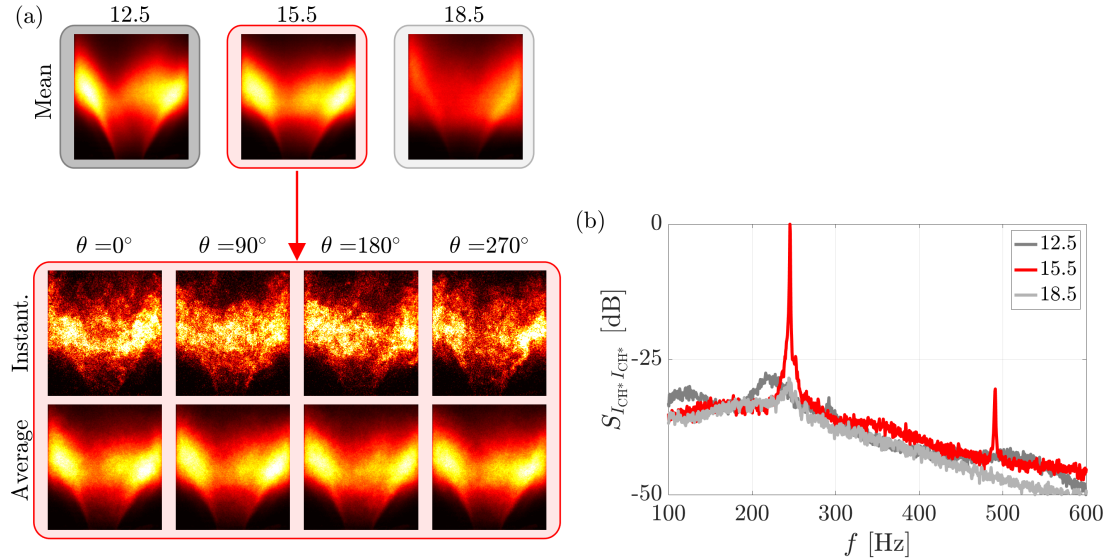 (a)
12.5 15.5 18.5
Mean
θ =0° θ =90° θ =180° θ =270°
Instant.
Average
(b)
0
-25
-50
S_{I_{CH*} I_{CH*}} [dB]
12.5
15.5
18.5
100 200 300 400 500 600
f [Hz]